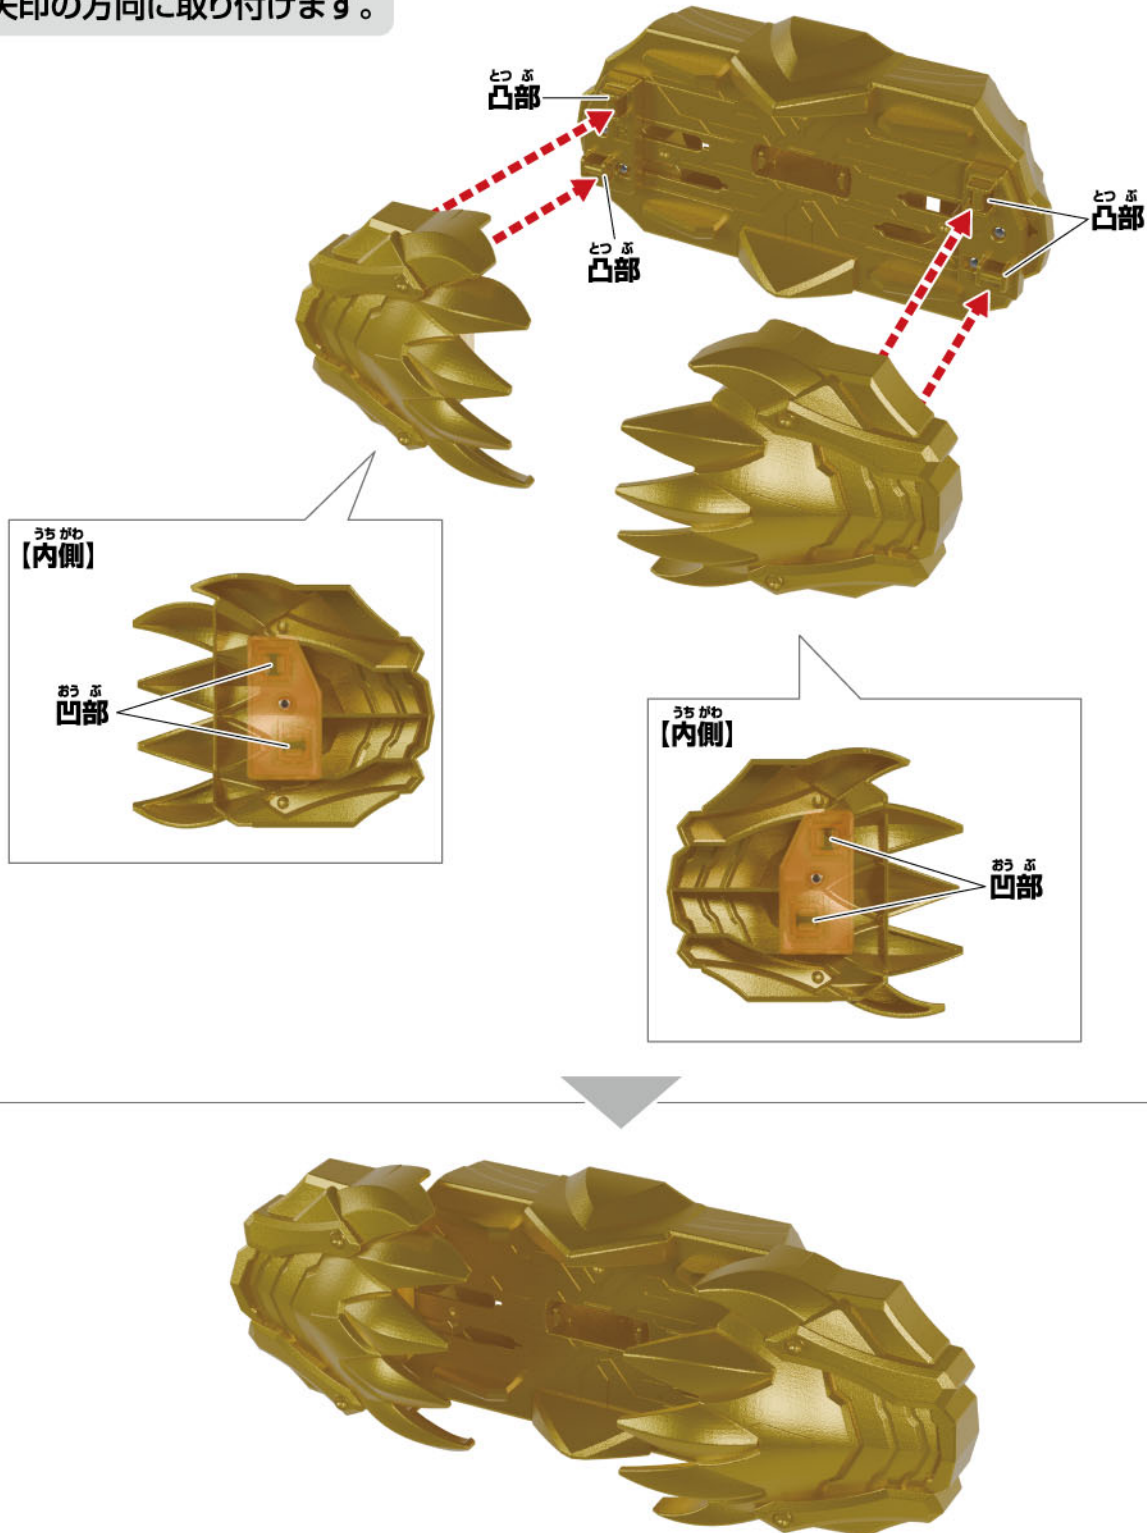 矢印の方向に取り付けます。
とつ ぶ
凸部
とつ ぶ
凸部
とつ ぶ
凸部
うち がわ
【内側】
おう ぶ
凹部
うち がわ
【内側】
おう ぶ
凹部